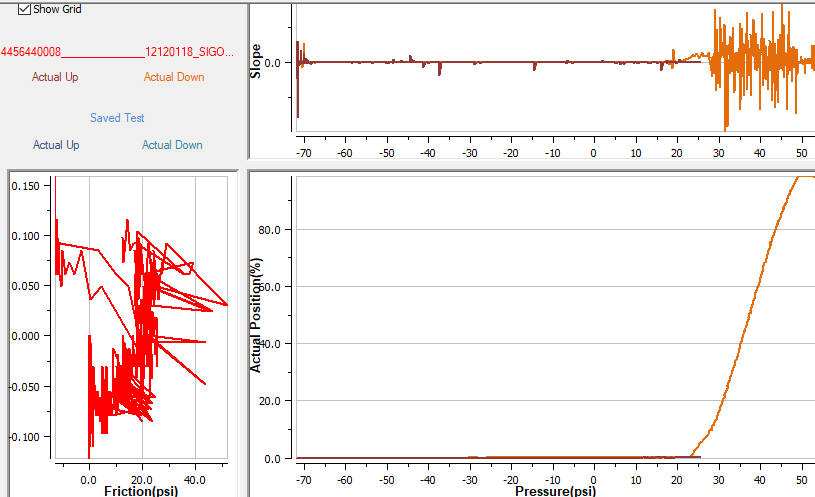 Show Grid
4456440008______________12120118_SIGO...
Actual Up Actual Down
Saved Test
Actual Up Actual Down
Slope
0.0
-70 -60 -50 -40 -30 -20 -10 0 10 20 30 40 50
0.150
0.100
0.050
0.000
-0.050
-0.100
0.0 20.0 40.0
Friction(psi)
Actual Position(%)
80.0
60.0
40.0
20.0
0.0
-70 -60 -50 -40 -30 -20 -10 0 10 20 30 40 50
Pressure(psi)